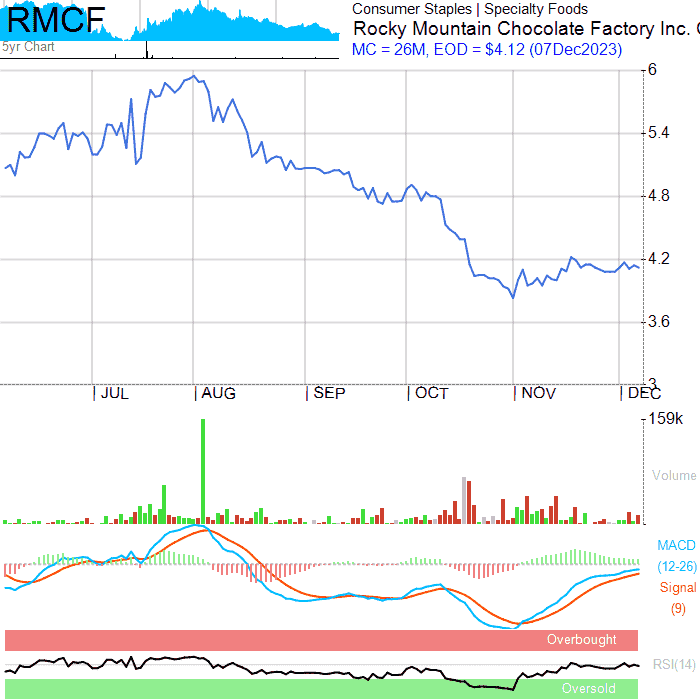 RMCF
5yr Chart
Consumer Staples | Specialty Foods
Rocky Mountain Chocolate Factory Inc.
MC = 26M, EOD = $4.12 (07Dec2023)
6
5.4
4.8
4.2
3.6
3
JUL AUG SEP OCT NOV DEC
159k
Volume
MACD
(12-26)
Signal
(9)
Overbought
RSI(14)
Oversold